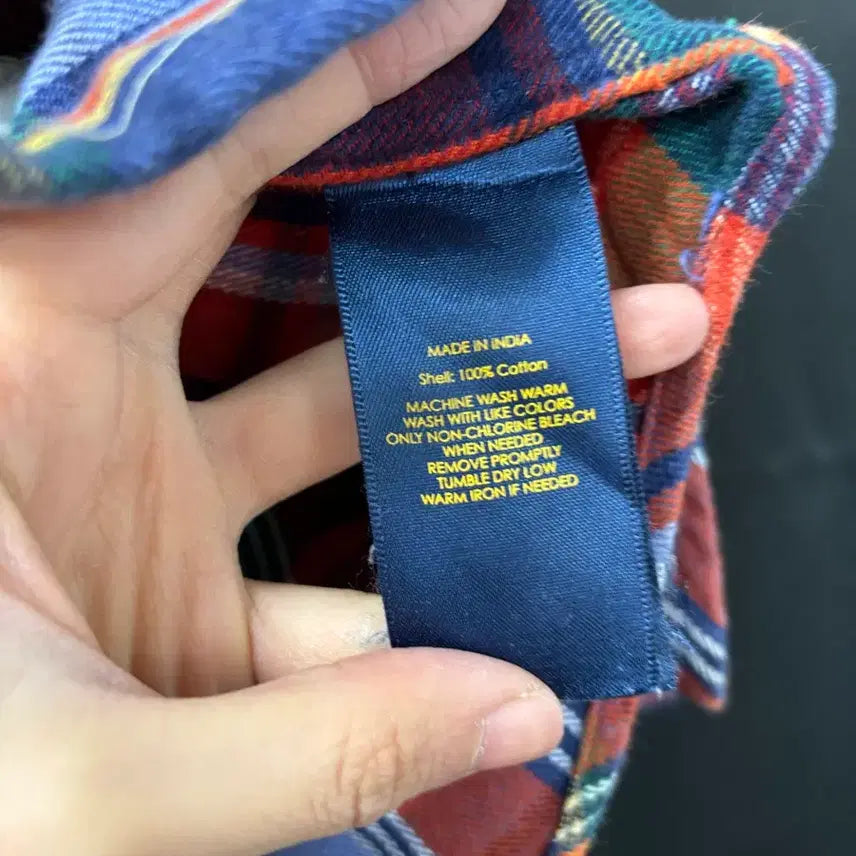 MADE IN INDIA
Shell: 100% Cotton
MACHINE WASH WARM
WASH WITH LIKE COLORS
ONLY NON-CHLORINE BLEACH
WHEN NEEDED
REMOVE PROMPTLY
TUMBLE DRY LOW
WARM IRON IF NEEDED